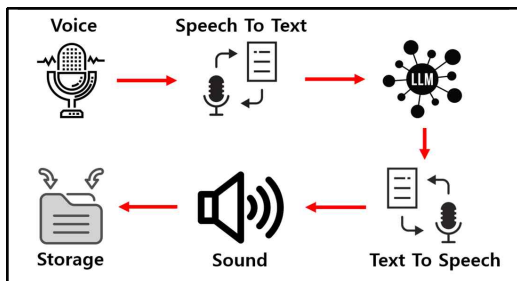 Voice
Speech To Text
LLM
Storage
Sound
Text To Speech